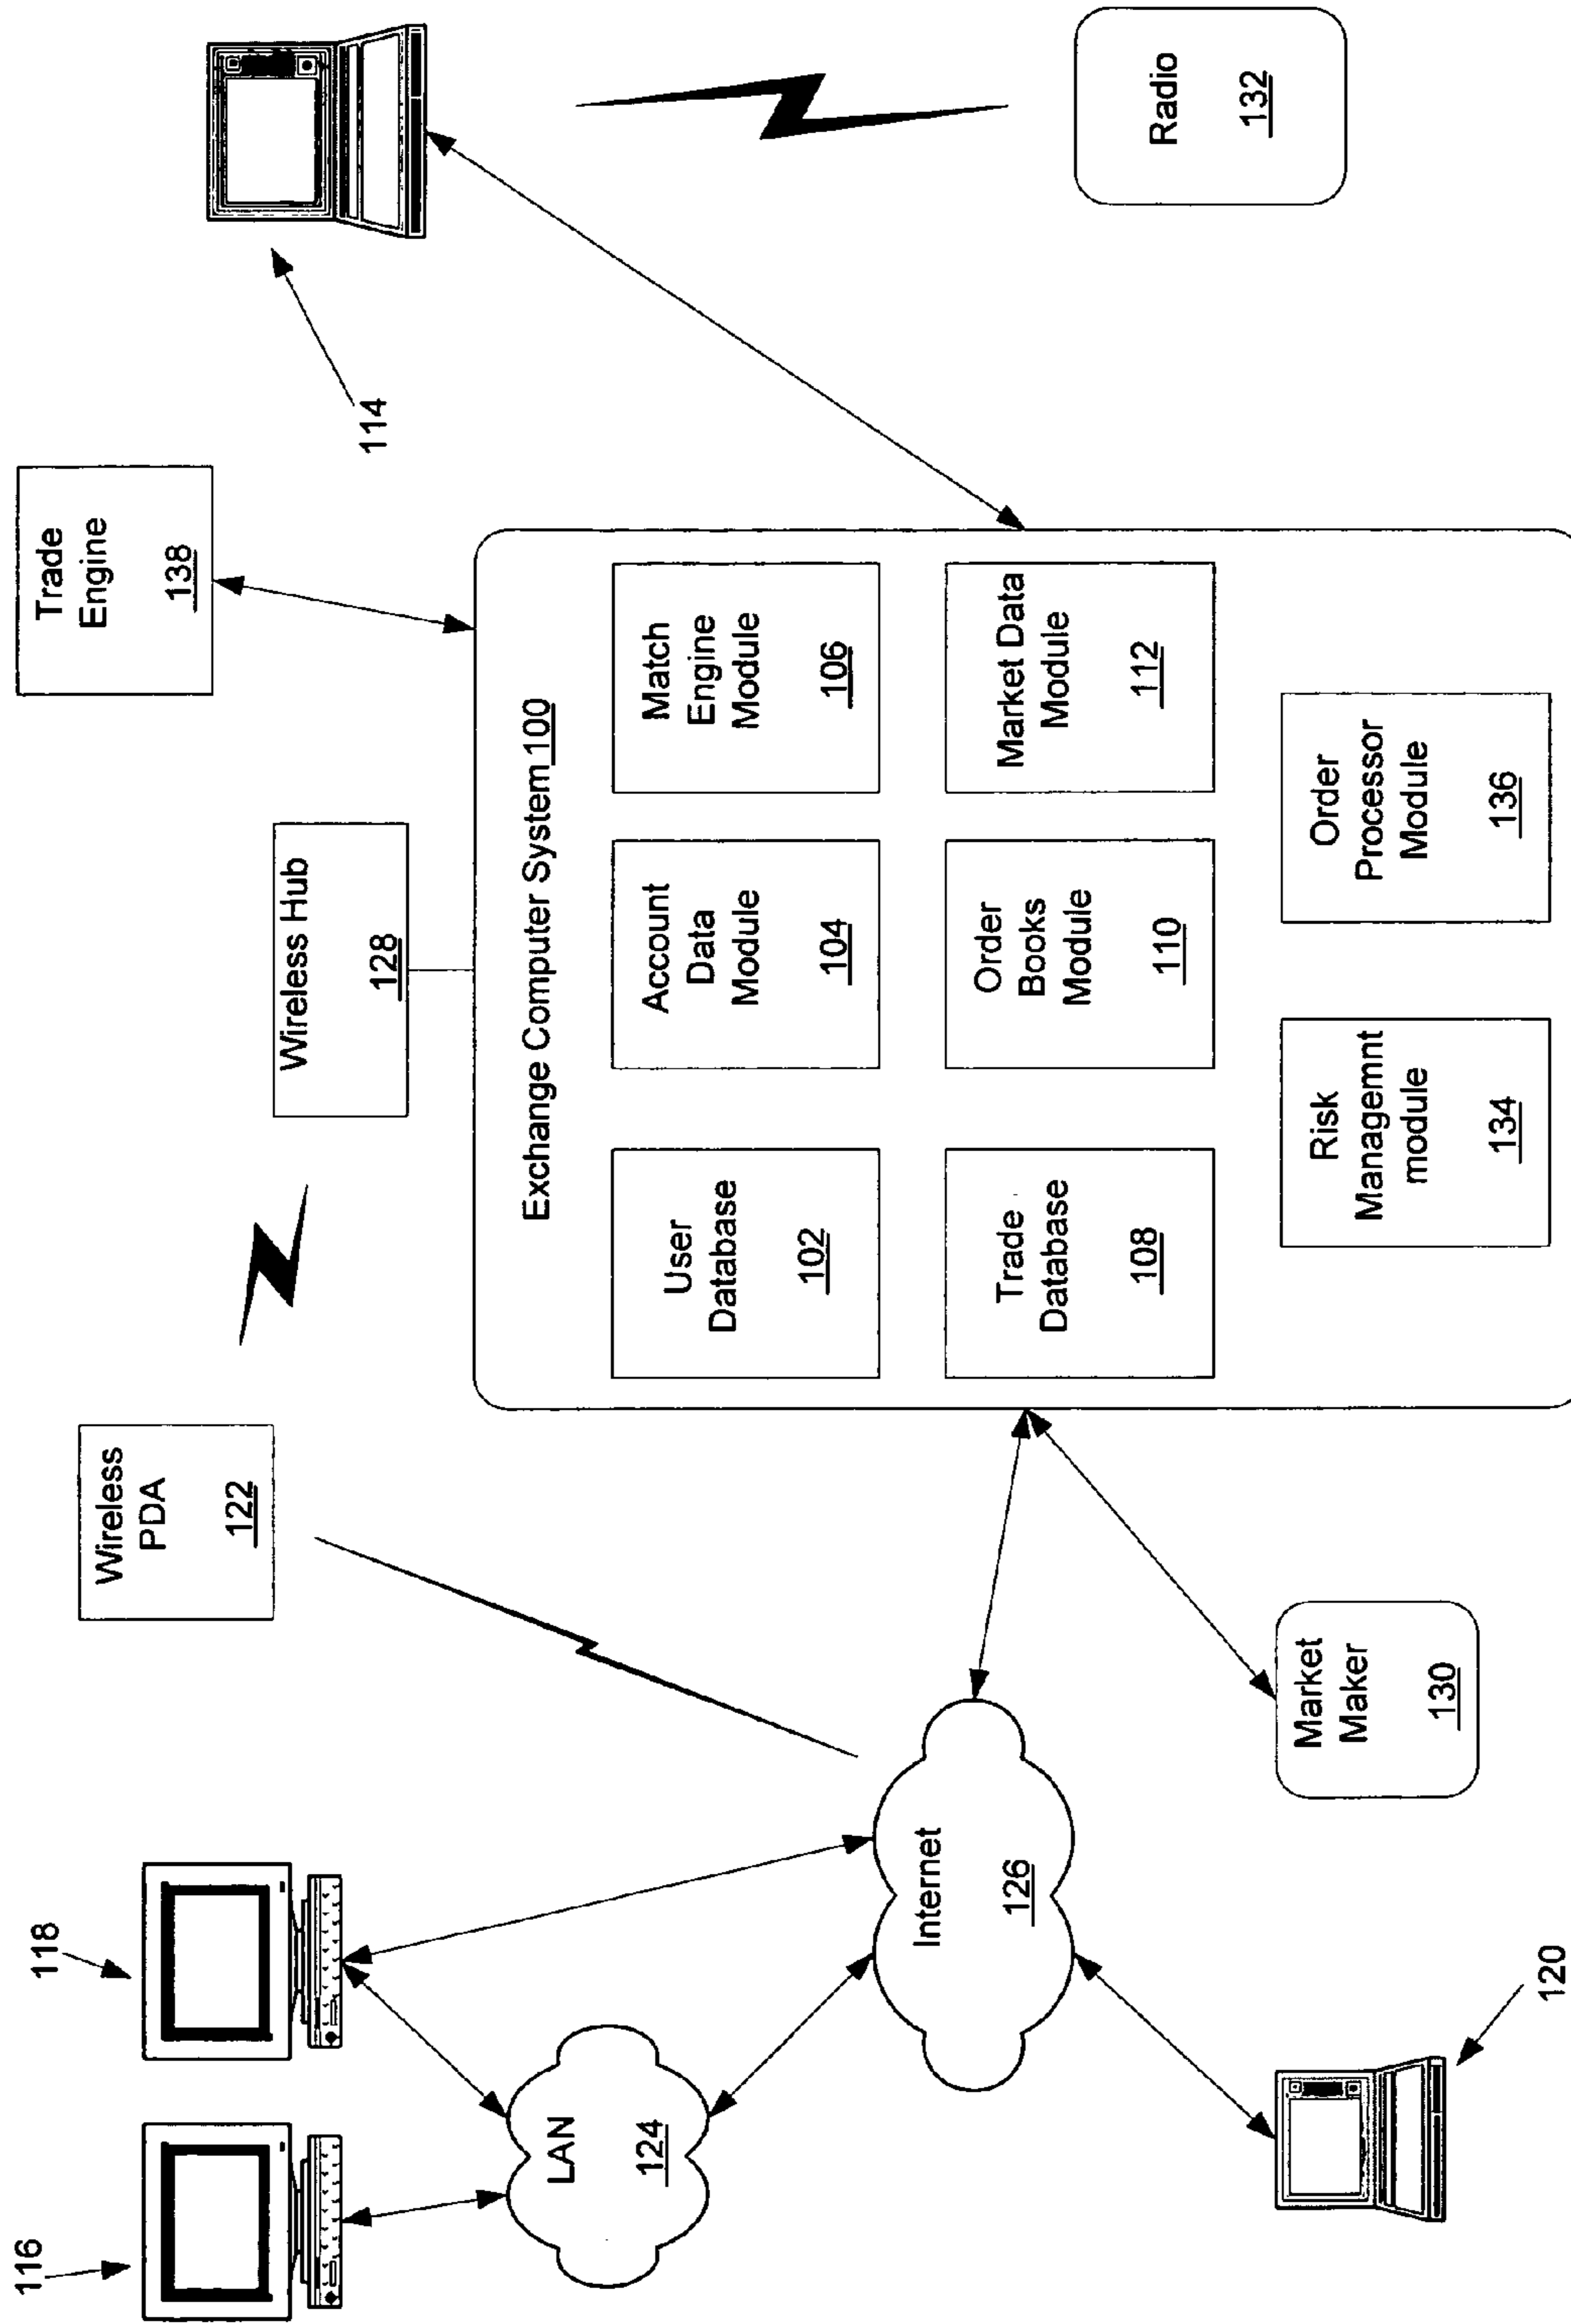 116
118
Wireless
PDA
122
Wireless Hub
128
Trade
Engine
138
114
LAN
124
Internet
126
120
Market
Maker
130
Exchange Computer System 100
User
Database
102
Account
Data
Module
104
Match
Engine
Module
106
Trade
Database
108
Order
Books
Module
110
Market Data
Module
112
Risk
Managemnt
module
134
Order
Processor
Module
136
Radio
132